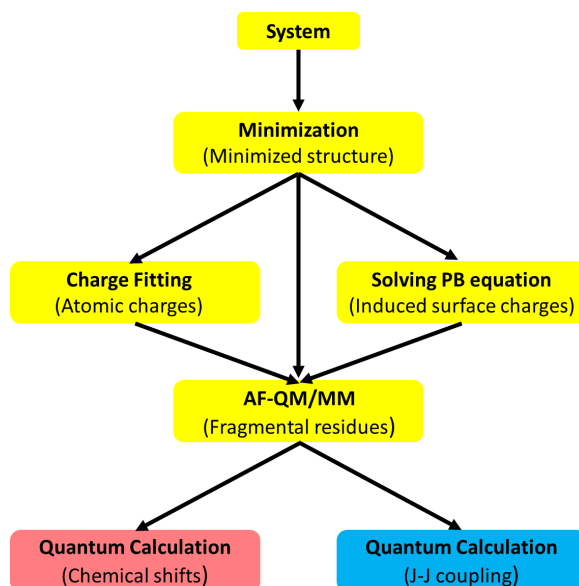 System
Minimization
(Minimized structure)
Charge Fitting
(Atomic charges)
Solving PB equation
(Induced surface charges)
AF-QM/MM
(Fragmental residues)
Quantum Calculation
(Chemical shifts)
Quantum Calculation
(J-J coupling)